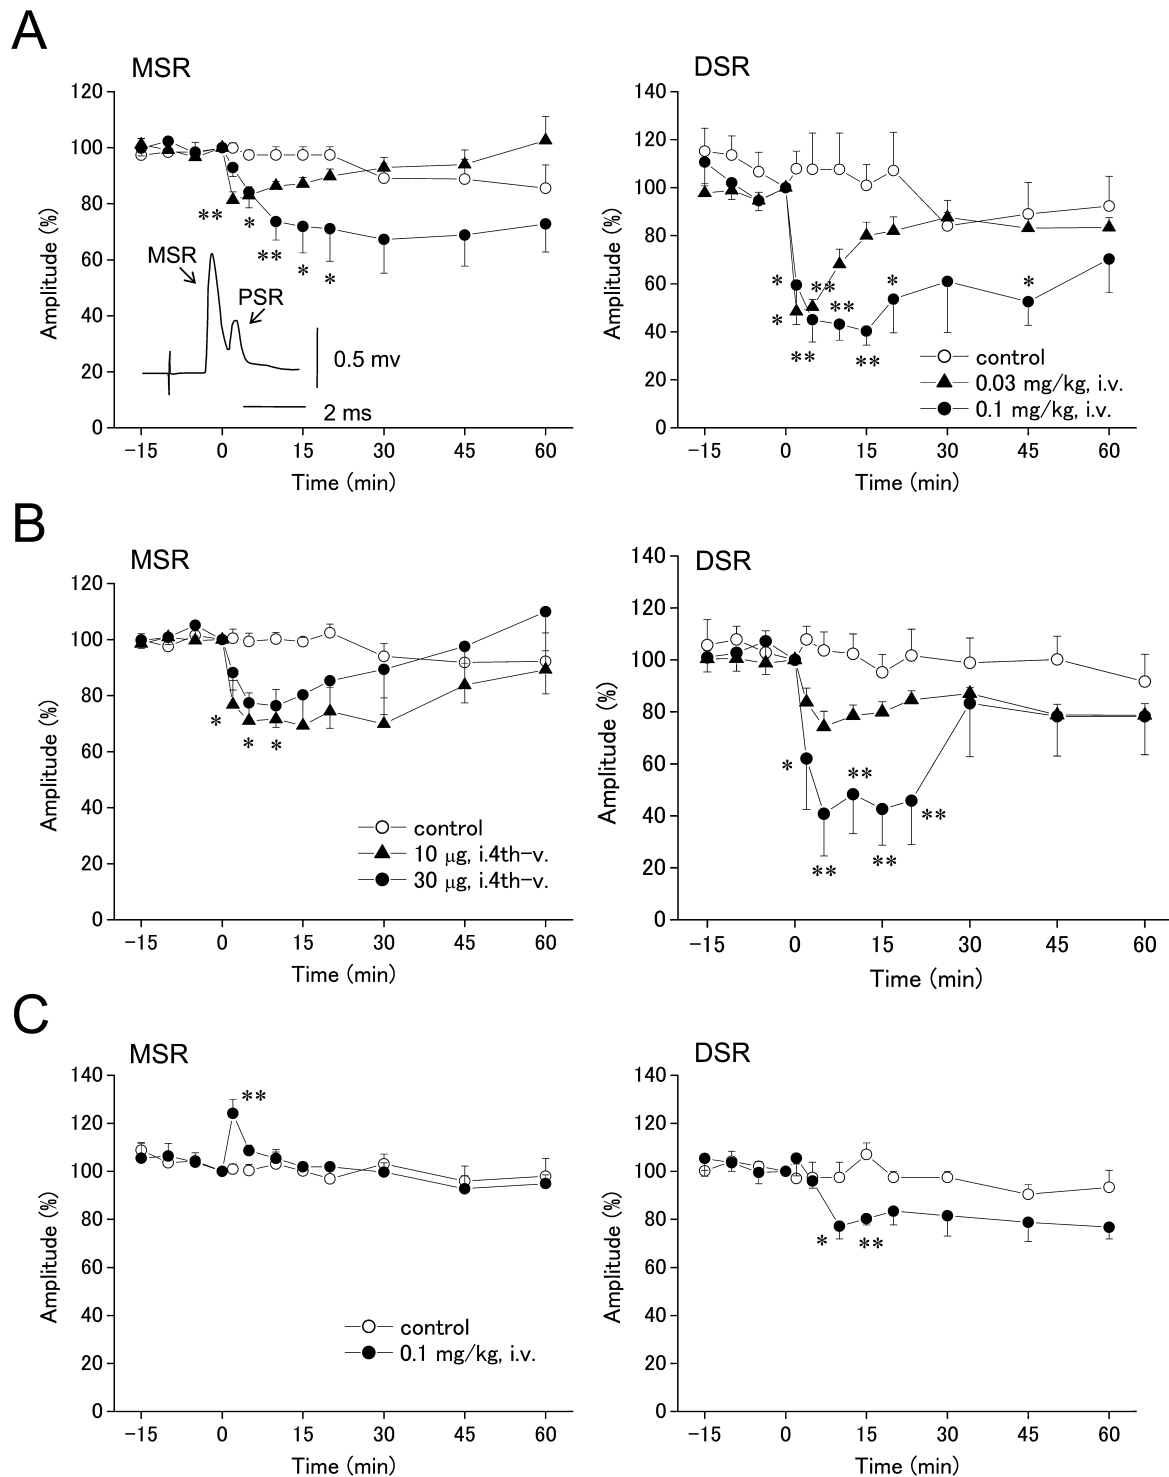 A
MSR
120
100
80
60
40
20
0
Amplitude (%)
**
*
**
*
*
MSR
PSR
0.5 mv
2 ms
−15 0 15 30 45 60
Time (min)
DSR
140
120
100
80
60
40
20
0
Amplitude (%)
*
*
**
**
**
**
*
*
control
0.03 mg/kg, i.v.
0.1 mg/kg, i.v.
−15 0 15 30 45 60
Time (min)
B
MSR
120
100
80
60
40
20
0
Amplitude (%)
*
*
*
control
10 μg, i.4th−v.
30 μg, i.4th−v.
−15 0 15 30 45 60
Time (min)
DSR
140
120
100
80
60
40
20
0
Amplitude (%)
*
**
**
**
**
−15 0 15 30 45 60
Time (min)
C
MSR
140
120
100
80
60
40
20
0
Amplitude (%)
**
control
0.1 mg/kg, i.v.
−15 0 15 30 45 60
Time (min)
DSR
140
120
100
80
60
40
20
0
Amplitude (%)
*
**
−15 0 15 30 45 60
Time (min)